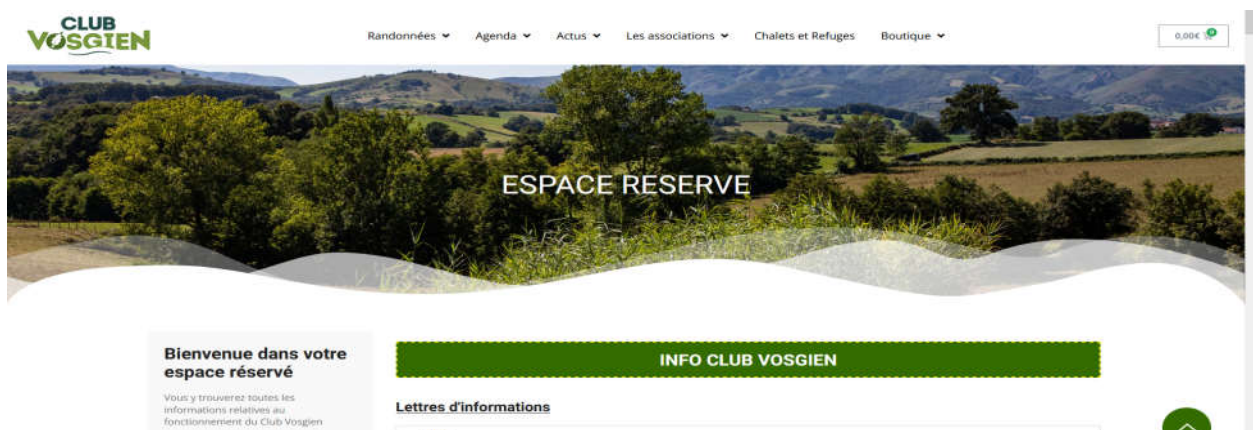 CLUB
VOSGIEN
Randonnées Agenda Actus Les associations Chalets et Refuges Boutique 0,00€ 0
ESPACE RESERVE
Bienvenue dans votre
espace réservé
Vous y trouverez toutes les
informations relatives au
fonctionnement du Club Vosgien
INFO CLUB VOSGIEN
Lettres d'informations